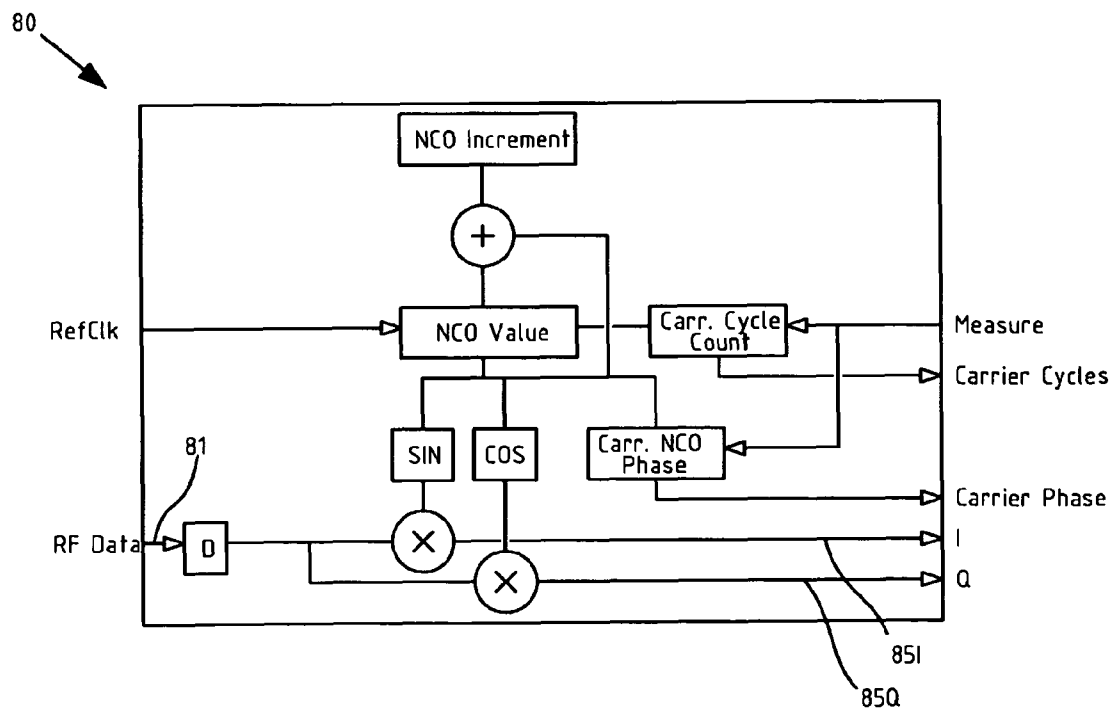 80
NCO Increment
+
RefClk
NCO Value
Carr. Cycle
Count
Measure
Carrier Cycles
81
SIN
COS
Carr. NCO
Phase
Carrier Phase
RF Data
D
×
I
×
Q
85I
85Q